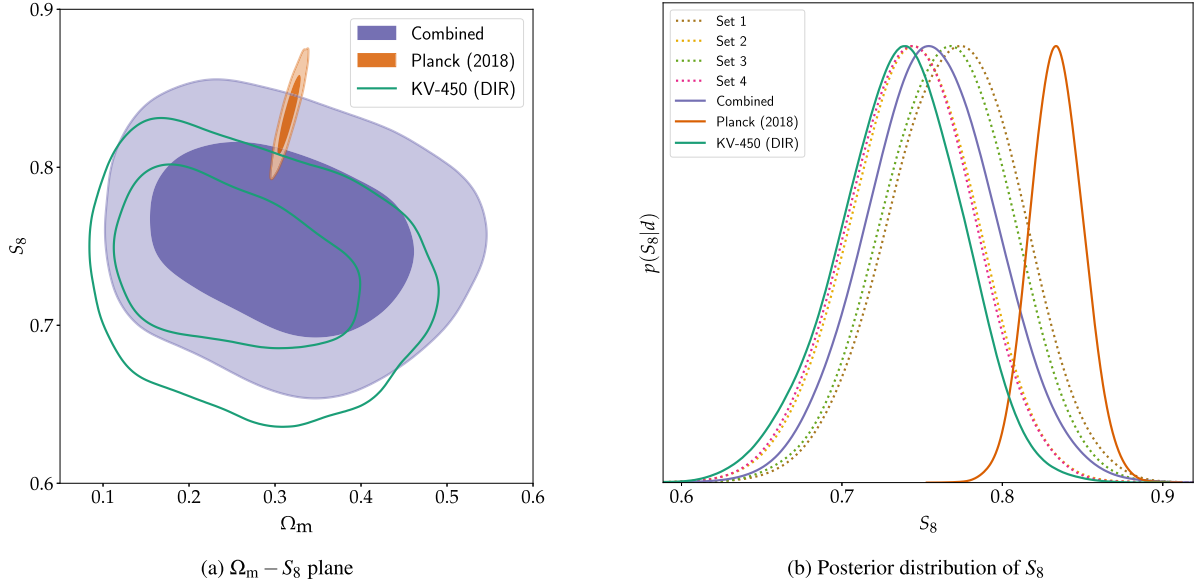 0.9
0.8
0.7
0.6
S8
0.1 0.2 0.3 0.4 0.5 0.6
Ωm
Combined
Planck (2018)
KV-450 (DIR)
(a) Ωm − S8 plane
p(S8|d)
Set 1
Set 2
Set 3
Set 4
Combined
Planck (2018)
KV-450 (DIR)
0.6 0.7 0.8 0.9
S8
(b) Posterior distribution of S8